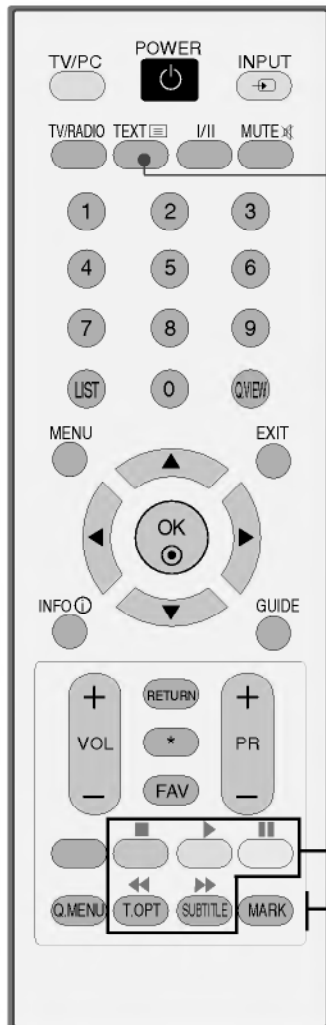 POWER
TV/PC INPUT
TV/RADIO TEXT I/II MUTE
1 2 3
4 5 6
7 8 9
LIST 0 Q.VIEW
MENU EXIT
OK
INFO i GUIDE
+ RETURN +
VOL * PR
- FAV -
Q.MENU T.OPT SUBTITLE MARK